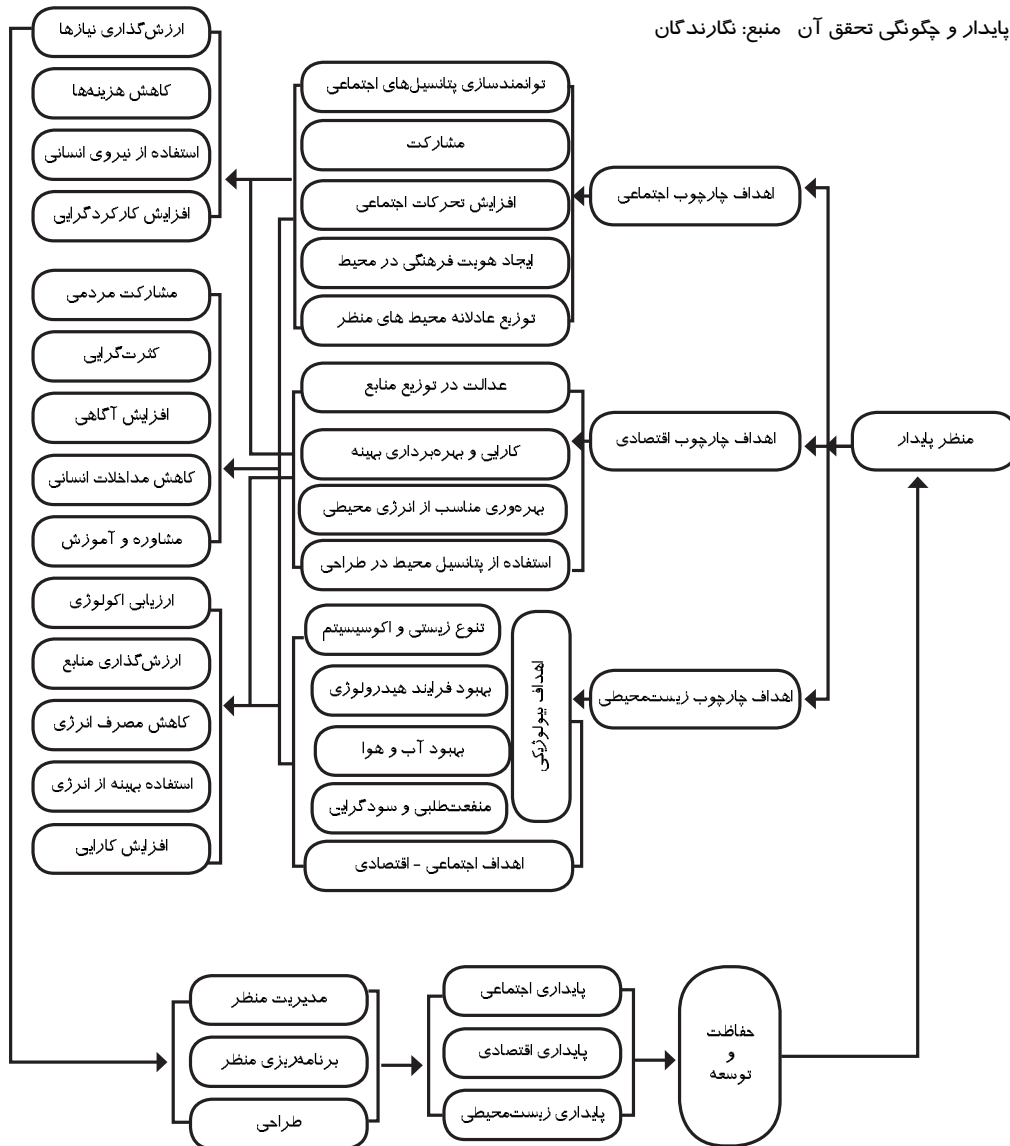 پایدار و چگونگی تحقق آن   منبع: نگارندگان
منظر پایدار
اهداف چارچوب اجتماعی
اهداف چارچوب اقتصادی
اهداف چارچوب زیست‌محیطی
توانمندسازی پتانسیل‌های اجتماعی
مشارکت
افزایش تحرکات اجتماعی
ایجاد هویت فرهنگی در محیط
توزیع عادلانه محیط های منظر
عدالت در توزیع منابع
کارایی و بهره‌برداری بهینه
بهره‌وری مناسب از انرژی محیطی
استفاده از پتانسیل محیط در طراحی
اهداف بیولوژیکی
تنوع زیستی و اکوسیسیتم
بهبود فرایند هیدرولوژی
بهبود آب و هوا
منفعت‌طلبی و سودگرایی
اهداف اجتماعی - اقتصادی
ارزش‌گذاری نیازها
کاهش هزینه‌ها
استفاده از نیروی انسانی
افزایش کارکردگرایی
مشارکت مردمی
کثرت‌گرایی
افزایش آگاهی
کاهش مداخلات انسانی
مشاوره و آموزش
ارزیابی اکولوژی
ارزش‌گذاری منابع
کاهش مصرف انرژی
استفاده بهینه از انرژی
افزایش کارایی
مدیریت منظر
برنامه‌ریزی منظر
طراحی
پایداری اجتماعی
پایداری اقتصادی
پایداری زیست‌محیطی
حفاظت
و
توسعه